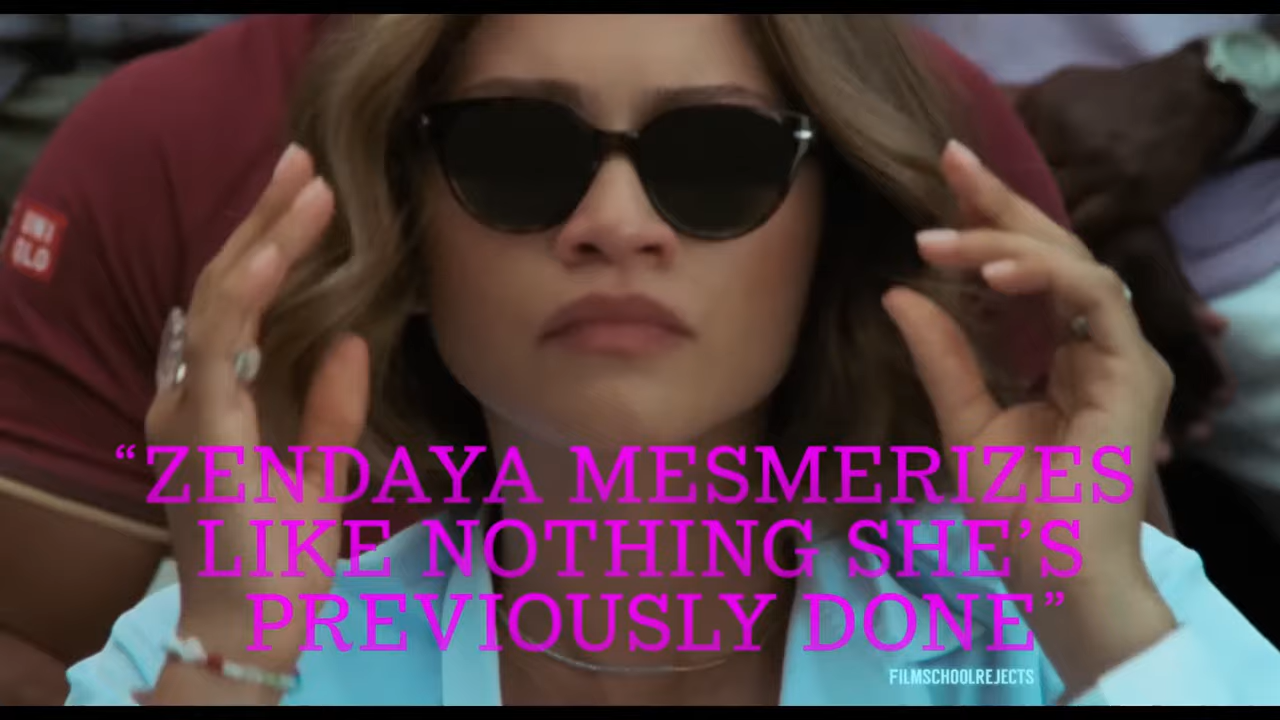 UNI
QLO
“ZENDAYA MESMERIZES
LIKE NOTHING SHE’S
PREVIOUSLY DONE”
FILMSCHOOLREJECTS